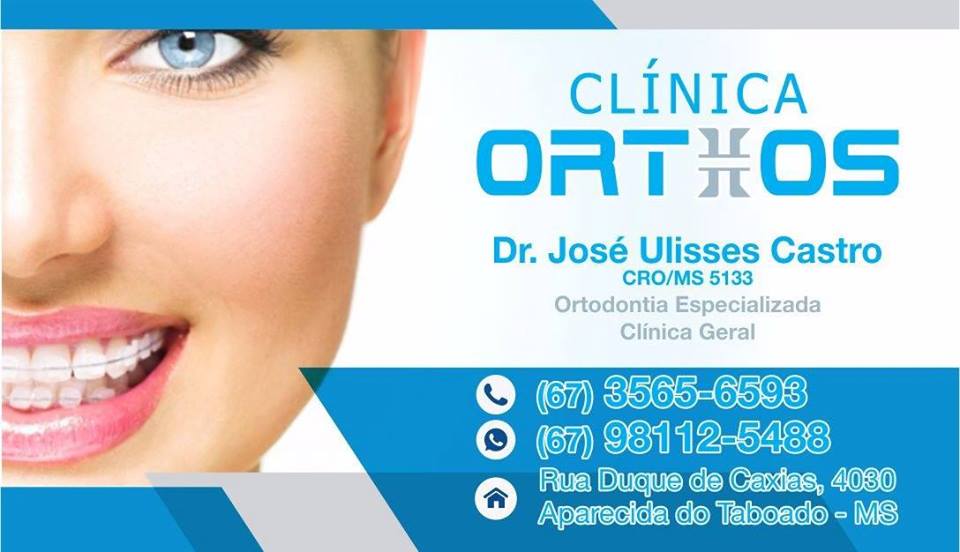 CLÍNICA
ORTHOS
Dr. José Ulisses Castro
CRO/MS 5133
Ortodontia Especializada
Clínica Geral
(67) 3565-6593
(67) 98112-5488
Rua Duque de Caxias, 4030
Aparecida do Taboado - MS